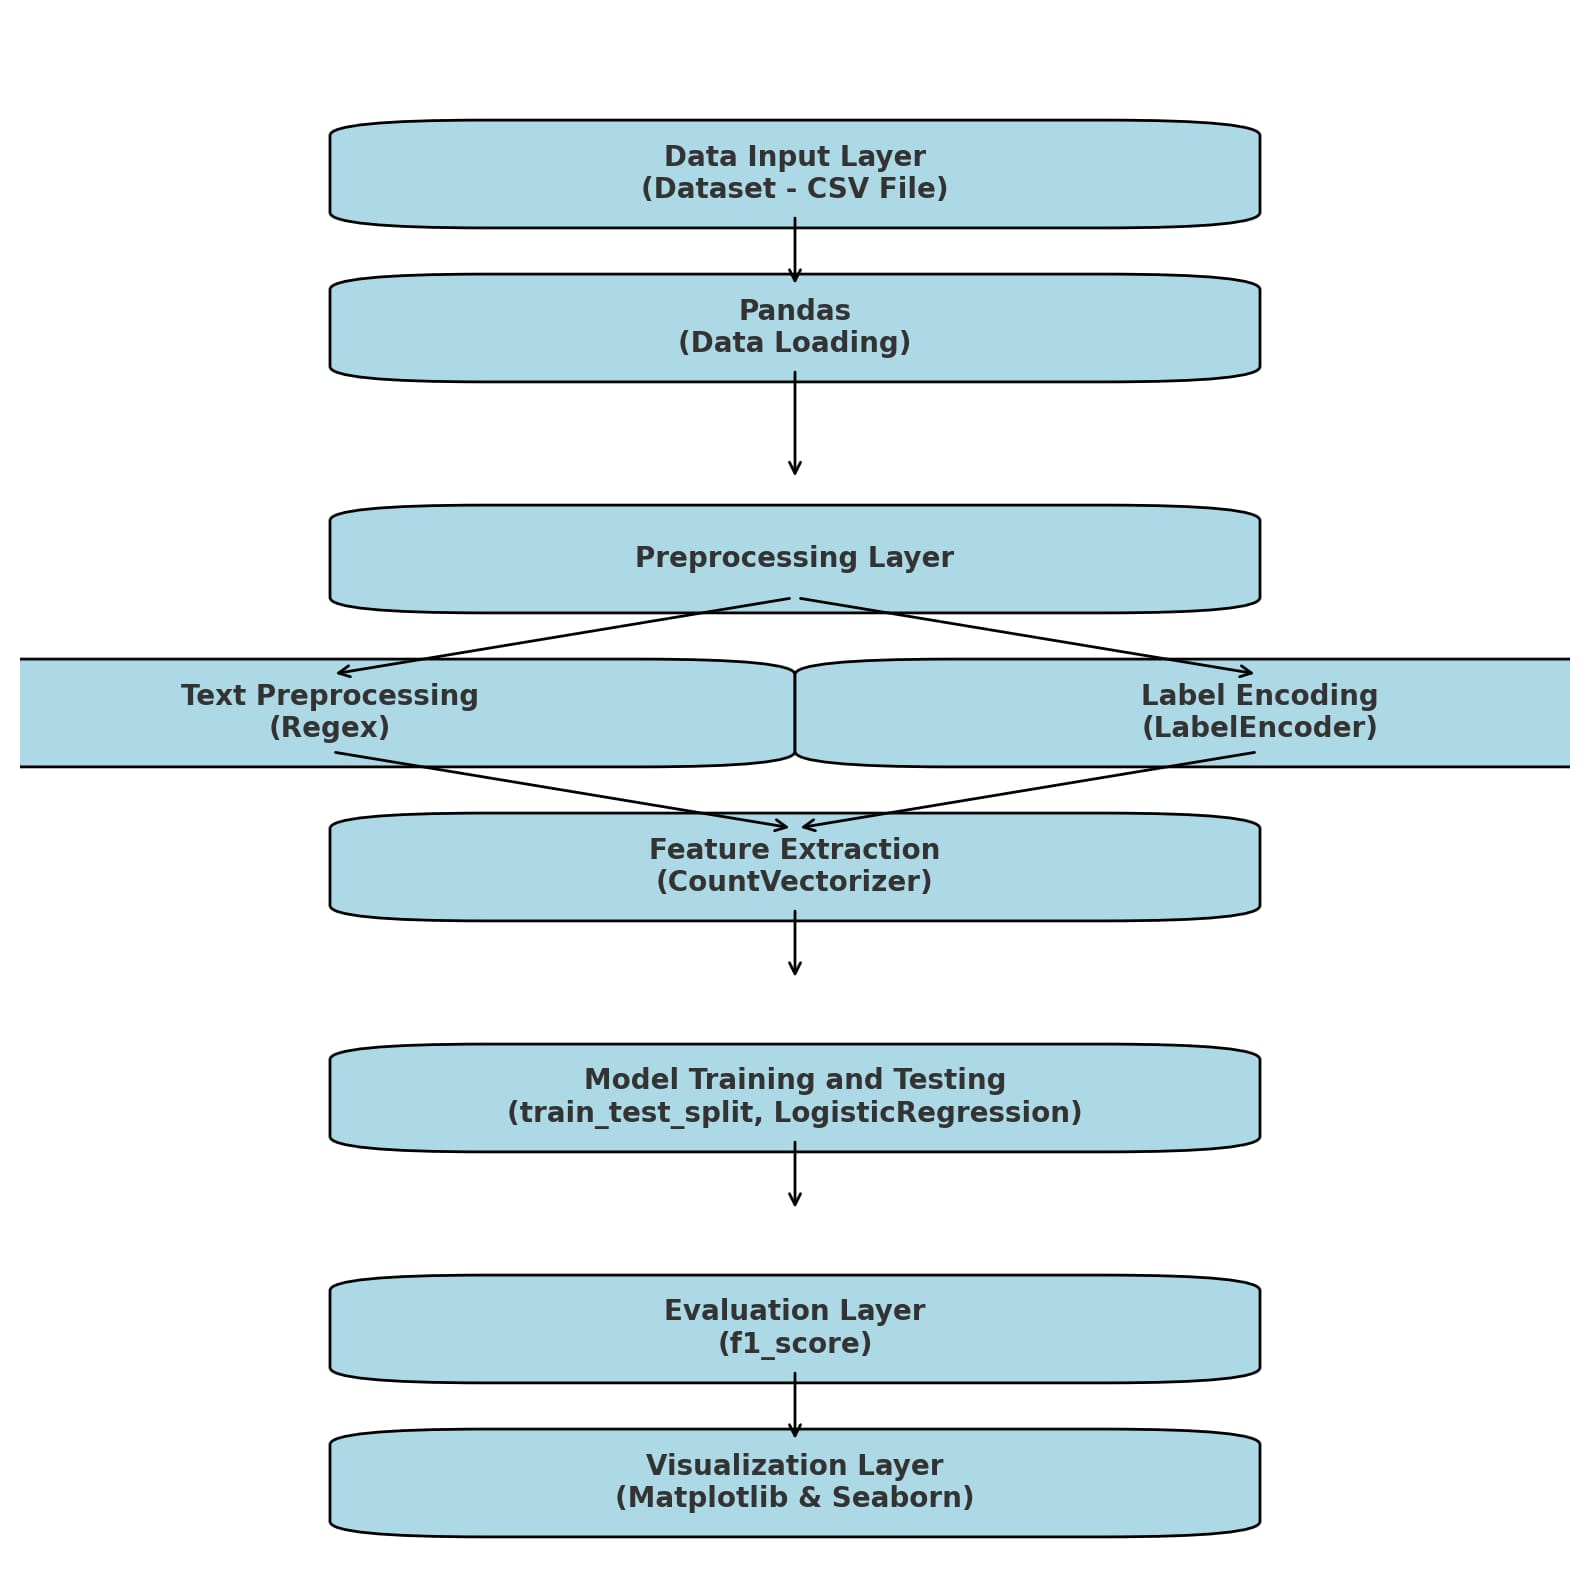 Data Input Layer
(Dataset - CSV File)
Pandas
(Data Loading)
Preprocessing Layer
Text Preprocessing
(Regex)
Label Encoding
(LabelEncoder)
Feature Extraction
(CountVectorizer)
Model Training and Testing
(train_test_split, LogisticRegression)
Evaluation Layer
(f1_score)
Visualization Layer
(Matplotlib & Seaborn)